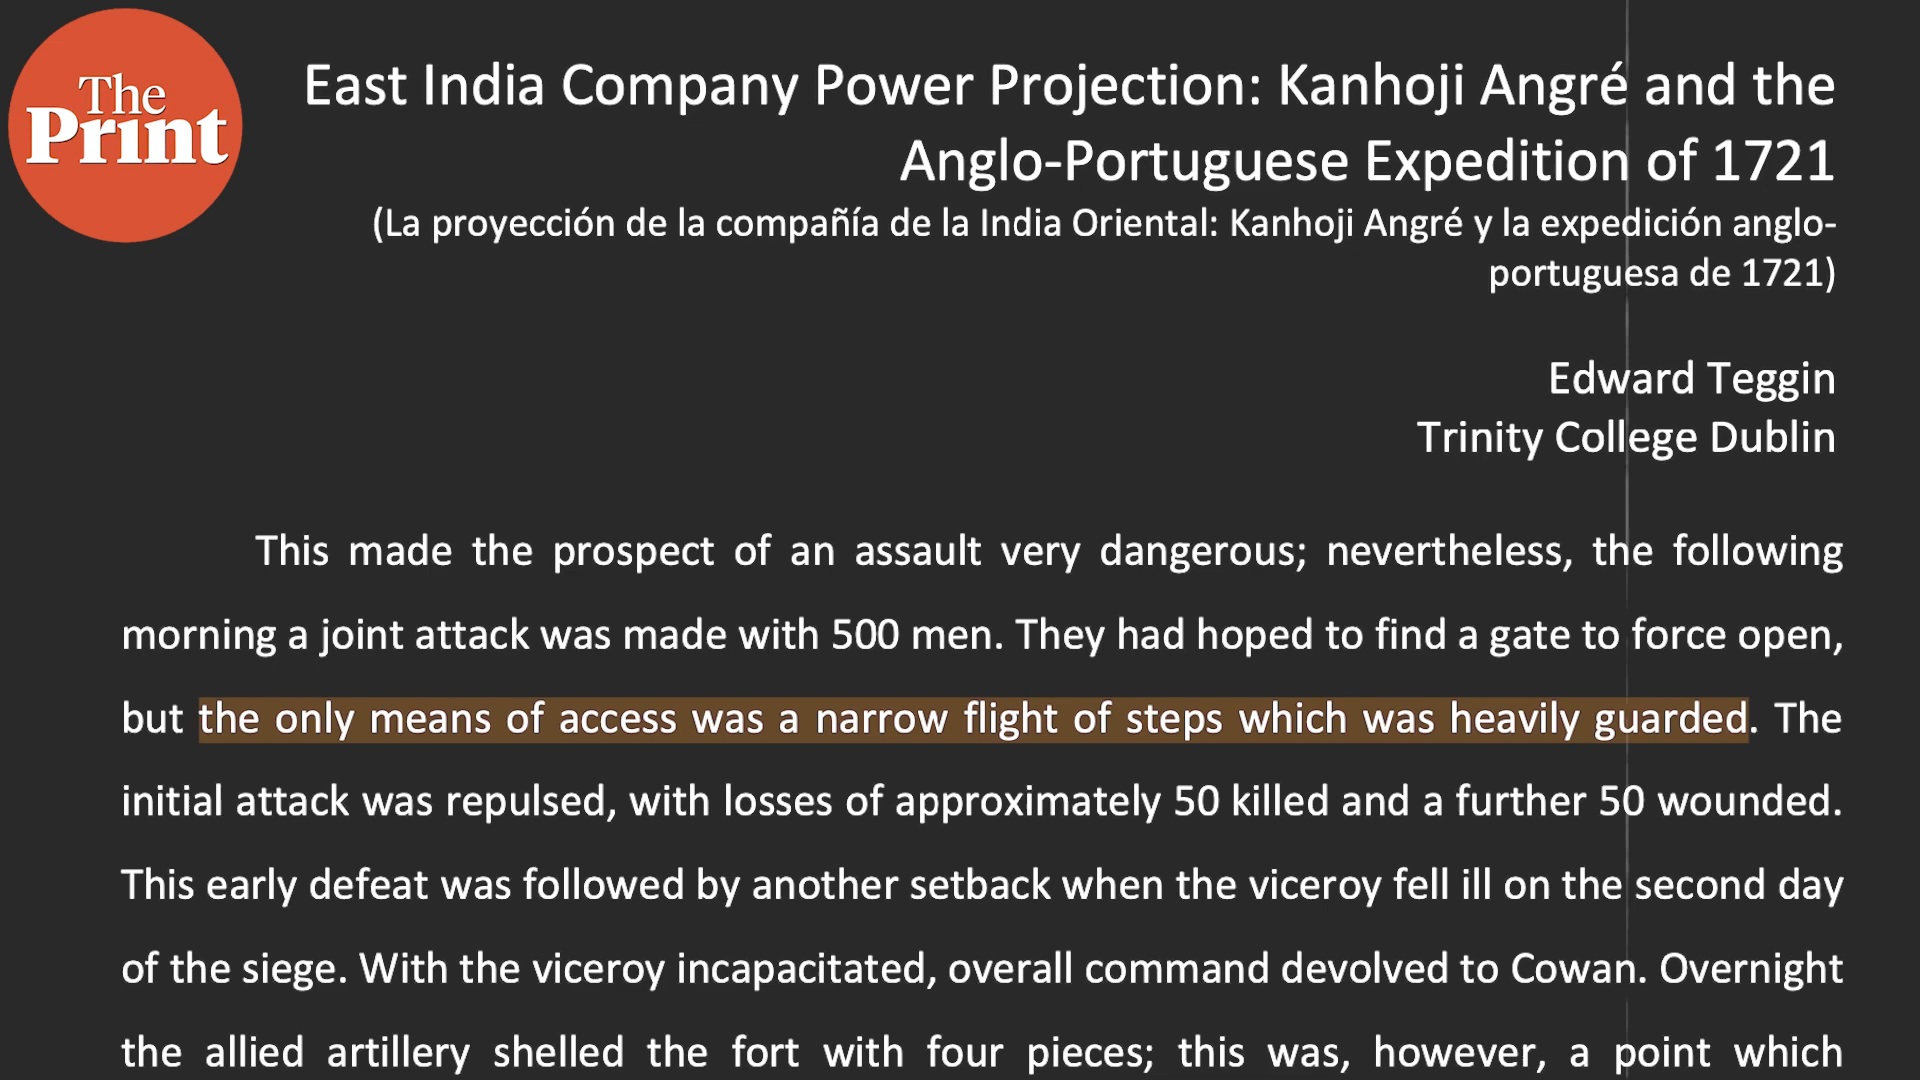 The
Print
East India Company Power Projection: Kanhoji Angré and the
Anglo-Portuguese Expedition of 1721
(La proyección de la compañía de la India Oriental: Kanhoji Angré y la expedición anglo-
portuguesa de 1721)
Edward Teggin
Trinity College Dublin
This made the prospect of an assault very dangerous; nevertheless, the following
morning a joint attack was made with 500 men. They had hoped to find a gate to force open,
but the only means of access was a narrow flight of steps which was heavily guarded. The
initial attack was repulsed, with losses of approximately 50 killed and a further 50 wounded.
This early defeat was followed by another setback when the viceroy fell ill on the second day
of the siege. With the viceroy incapacitated, overall command devolved to Cowan. Overnight
the allied artillery shelled the fort with four pieces; this was, however, a point which